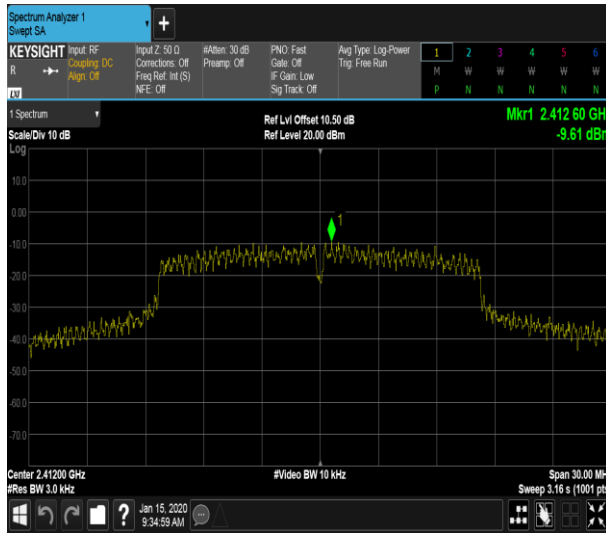 Spectrum Analyzer 1
Swept SA
+
KEYSIGHT Input: RF Input Z: 50 Ω #Atten: 30 dB PNO: Fast Avg Type: Log-Power 1 2 3 4 5 6
R Coupling: DC Corrections: Off Preamp: Off Gate: Off Trig: Free Run M W W W W W
Align: Off Freq Ref: Int (S) IF Gain: Low
LXI NFE: Off Sig Track: Off P N N N N N
1 Spectrum Ref Lvl Offset 10.50 dB Mkr1 2.412 60 GH
Scale/Div 10 dB Ref Level 20.00 dBm -9.61 dBr
Log
10.0
0.00
1
-10.0
-20.0
-30.0
-40.0
-50.0
-60.0
-70.0
Center 2.41200 GHz #Video BW 10 kHz Span 30.00 MH
#Res BW 3.0 kHz Sweep 3.16 s (1001 pts
? Jan 15, 2020
9:34:59 AM